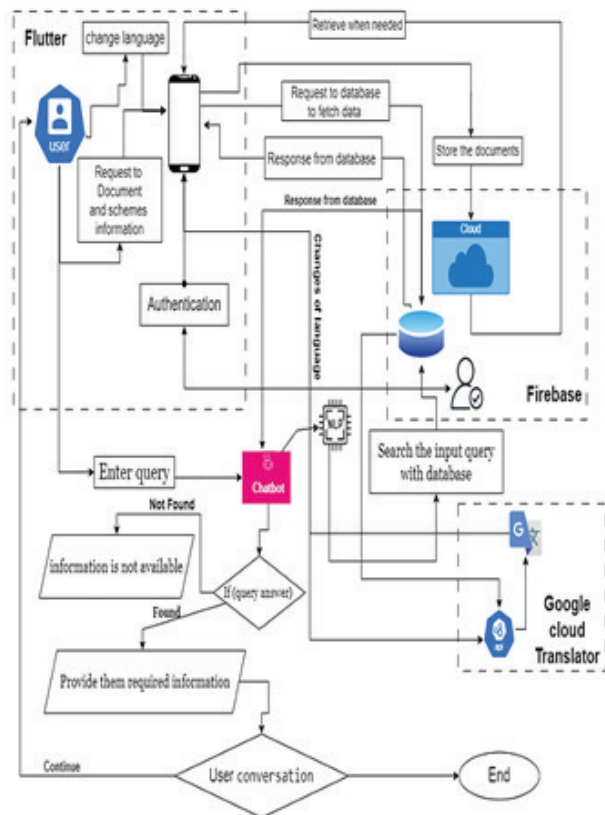 Flutter
change language
Retrieve when needed
user
Request to database
to fetch data
Response from database
Store the documents
Request to
Document
and schemes
information
Response from database
Cloud
Changes of language
Authentication
Firebase
NLP
Search the input query
with database
Enter query
Chatbot
Not Found
information is not available
If (query answer)
Found
G
文
api
Google
cloud
Translator
Provide them required information
Continue
User conversation
End